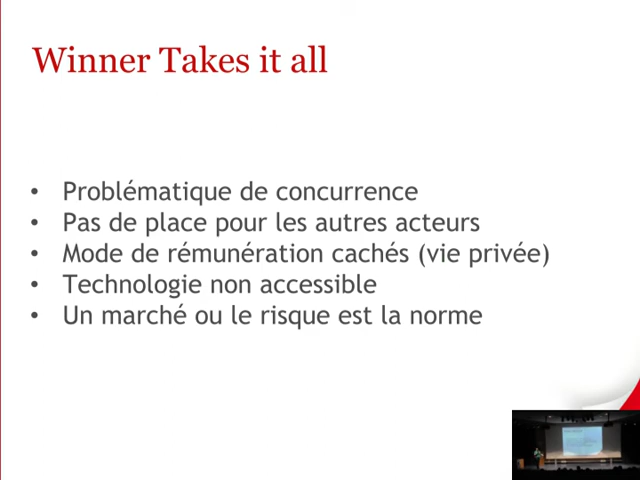 Winner Takes it all
• Problématique de concurrence
• Pas de place pour les autres acteurs
• Mode de rémunération cachés (vie privée)
• Technologie non accessible
• Un marché ou le risque est la norme